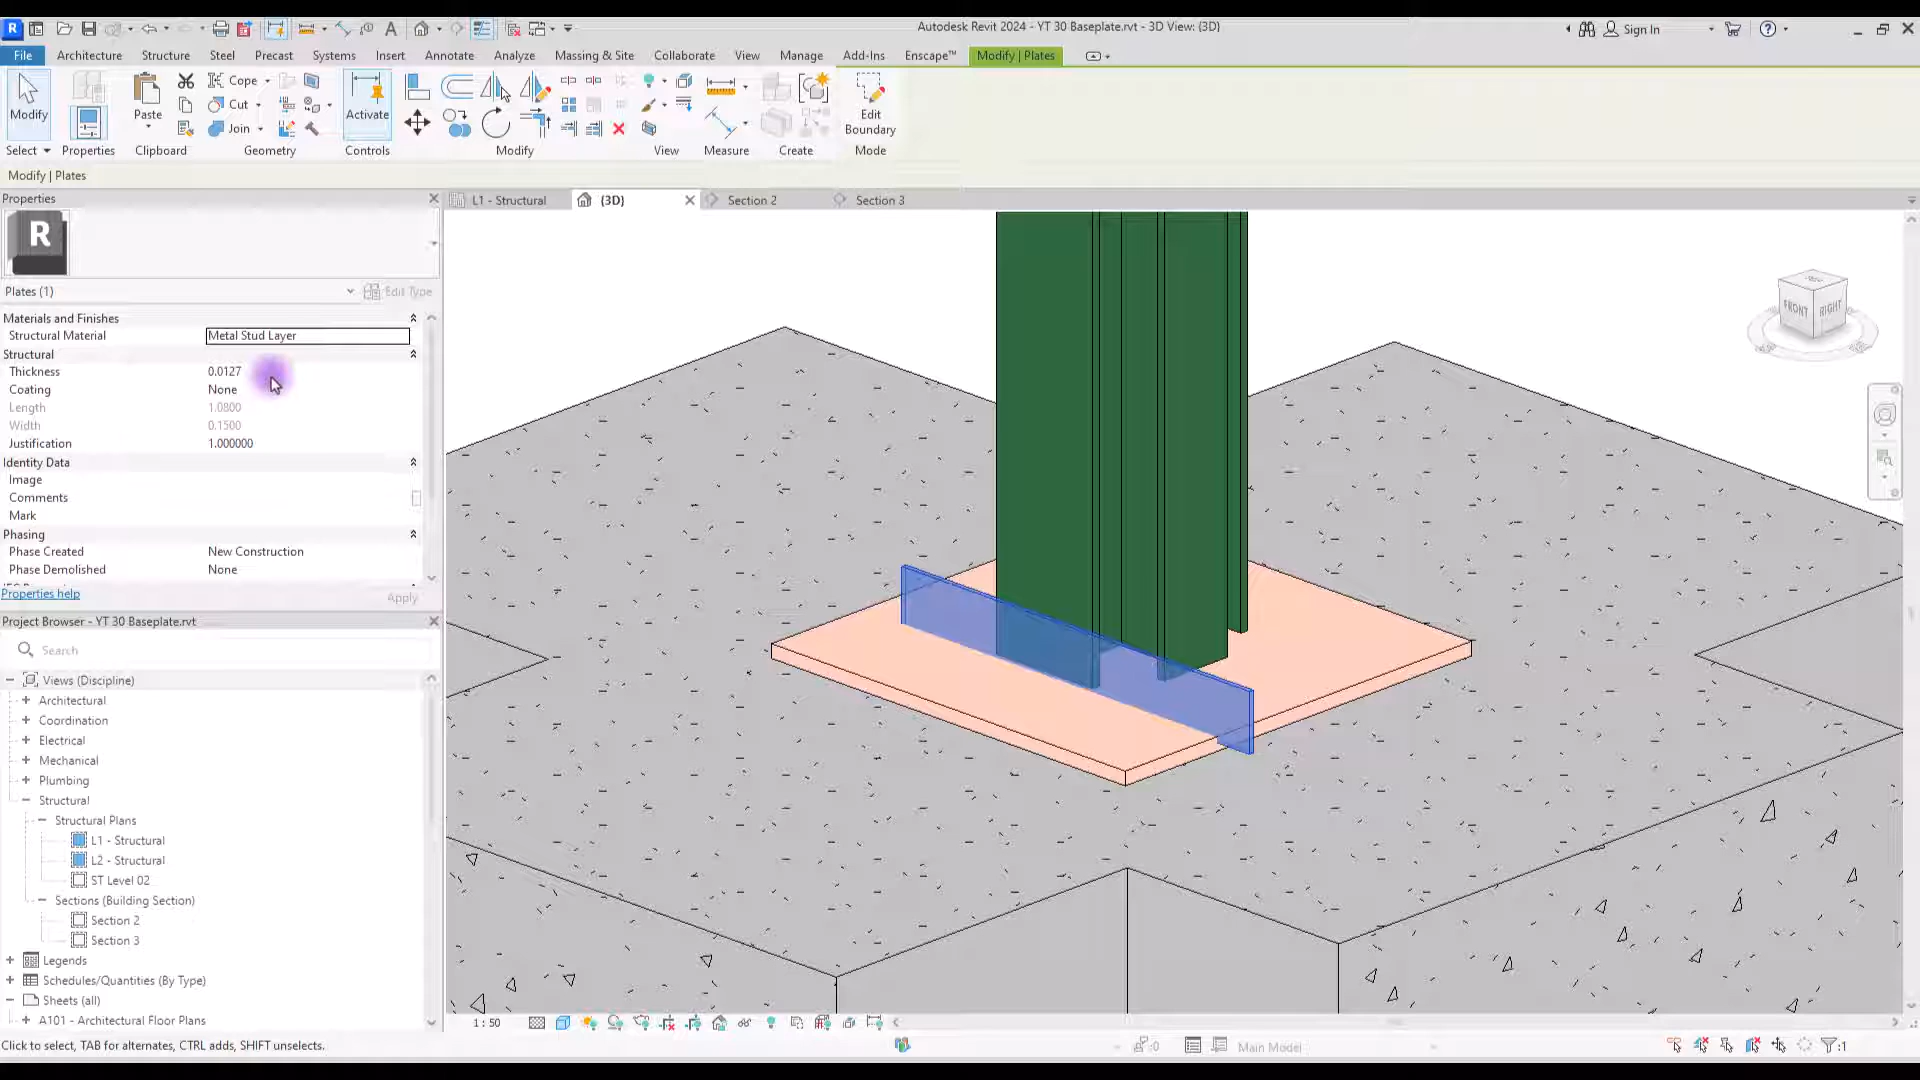 Autodesk Revit 2024 - YT 30 Baseplate.rvt - 3D View: {3D}
Sign In
File Architecture Structure Steel Precast Systems Insert Annotate Analyze Massing & Site Collaborate View Manage Add-Ins Enscape™ Modify | Plates
Modify
Paste
Cope
Cut
Join
Activate
Edit
Boundary
Select Properties Clipboard Geometry Controls Modify View Measure Create Mode
Modify | Plates
Properties
L1 - Structural
{3D}
Section 2
Section 3
R
Plates (1)
Edit Type
Materials and Finishes
Structural Material Metal Stud Layer
Structural
Thickness 0.0127
Coating None
Length 1.0800
Width 0.1500
Justification 1.000000
Identity Data
Image
Comments
Mark
Phasing
Phase Created New Construction
Phase Demolished None
Properties help
Apply
FRONT
RIGHT
Project Browser - YT 30 Baseplate.rvt
Search
Views (Discipline)
Architectural
Coordination
Electrical
Mechanical
Plumbing
Structural
Structural Plans
L1 - Structural
L2 - Structural
ST Level 02
Sections (Building Section)
Section 2
Section 3
Legends
Schedules/Quantities (By Type)
Sheets (all)
A101 - Architectural Floor Plans
1 : 50
Click to select, TAB for alternates, CTRL adds, SHIFT unselects.
:0
Main Model
:1